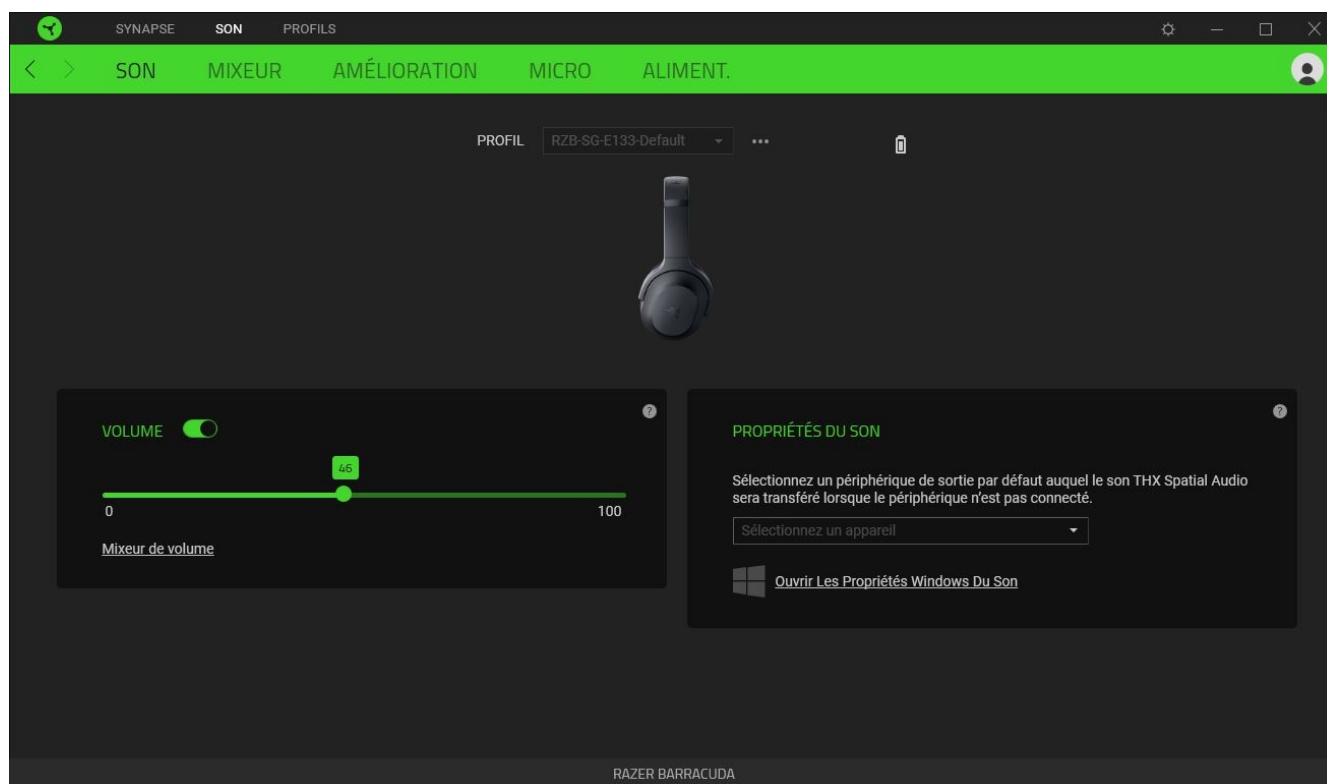 SYNAPSE SON PROFILS
SON MIXEUR AMÉLIORATION MICRO ALIMENT.
PROFIL RZB-SG-E133-Default
VOLUME
46
0 100
Mixeur de volume
PROPRIÉTÉS DU SON
Sélectionnez un périphérique de sortie par défaut auquel le son THX Spatial Audio
sera transféré lorsque le périphérique n'est pas connecté.
Sélectionnez un appareil
Ouvrir Les Propriétés Windows Du Son
RAZER BARRACUDA